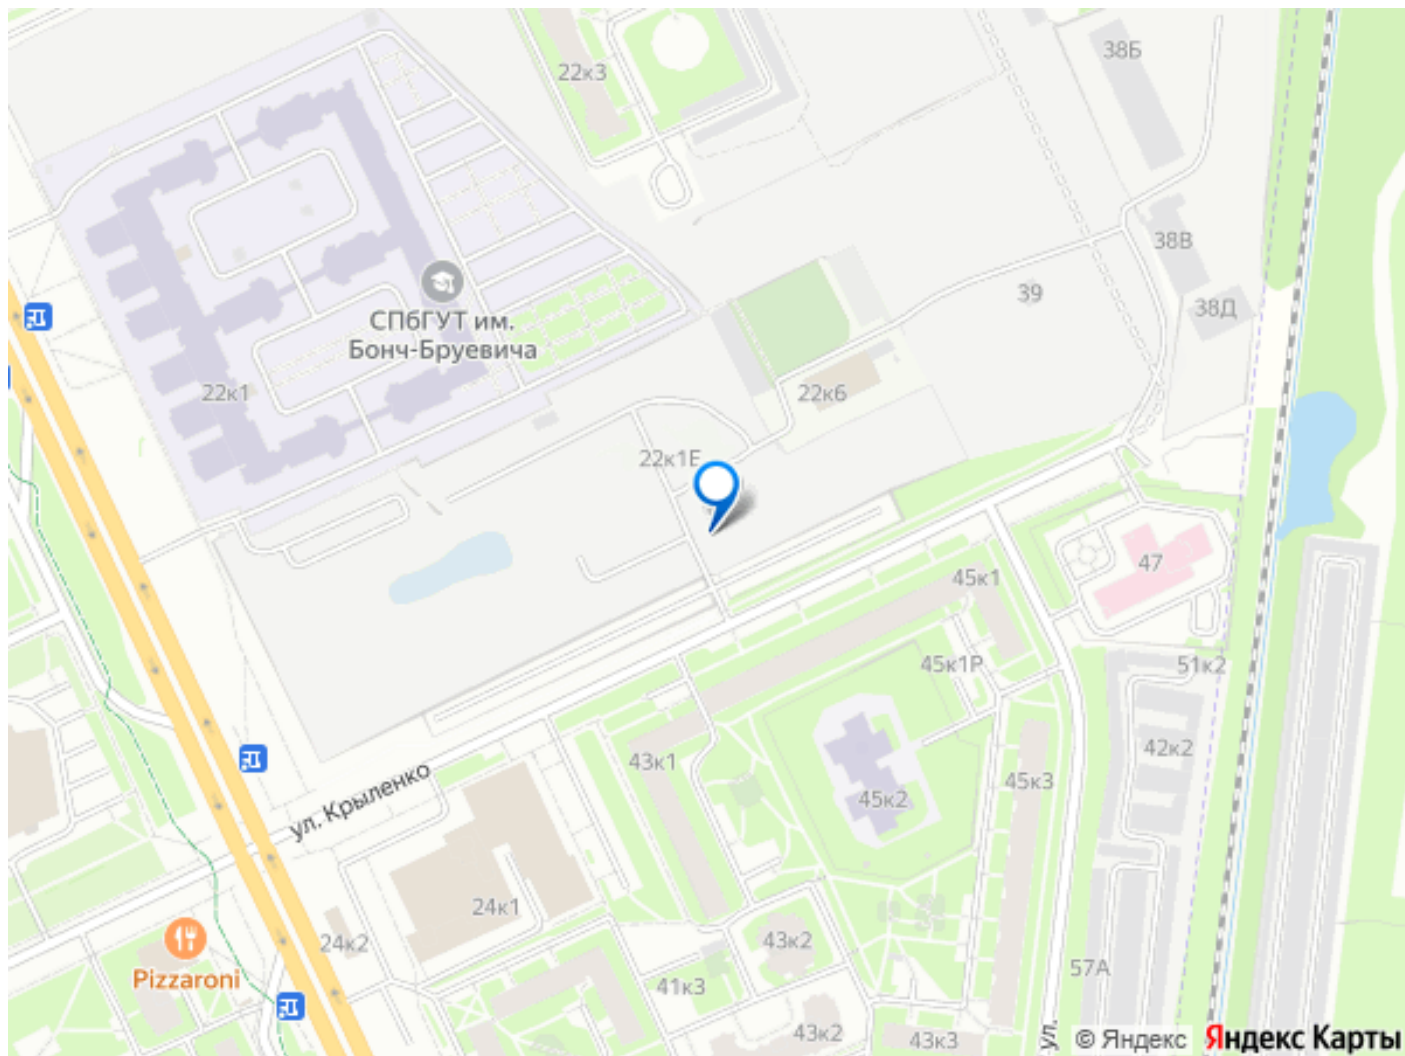 38Б
22к3
38В
39
38Д
СПбГУТ им.
Бонч-Бруевича
22к1
22к6
22к1Е
47
45к1
45к1Р
51к2
42к2
43к1
45к3
45к2
ул. Крыленко
24к1
24к2
43к2
Pizzaroni
41к3
57А
43к2
43к3
ул.
© Яндекс
Яндекс Карты